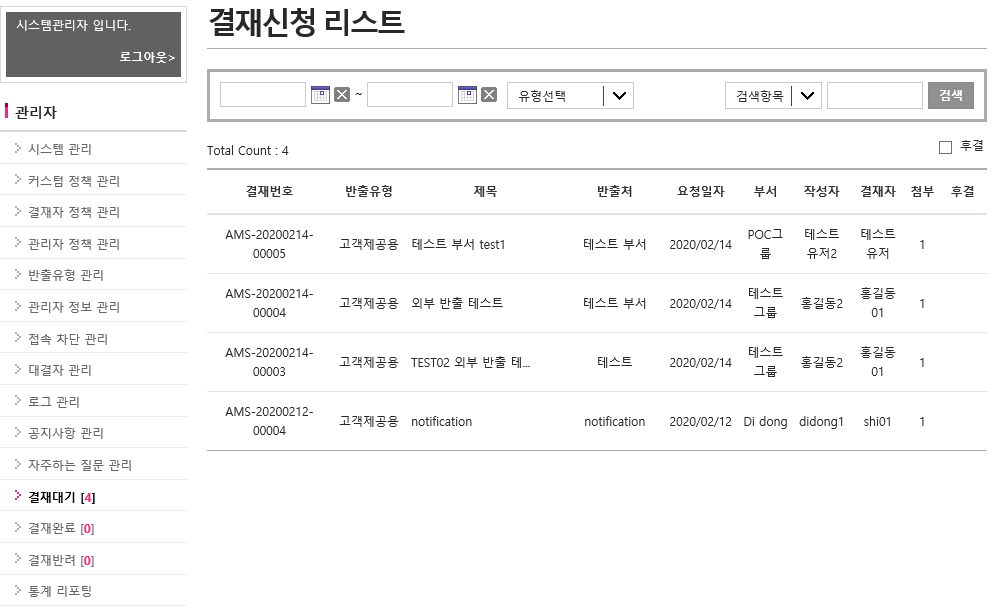 시스템관리자 입니다.
로그아웃>
관리자
시스템 관리
커스텀 정책 관리
결재자 정책 관리
관리자 정책 관리
반출유형 관리
관리자 정보 관리
접속 차단 관리
대결자 관리
로그 관리
공지사항 관리
자주하는 질문 관리
결재대기 [4]
결재완료 [0]
결재반려 [0]
통계 리포팅
결재신청 리스트
~ 유형선택 검색항목 검색
Total Count : 4 후결
결재번호 반출유형 제목 반출처 요청일자 부서 작성자 결재자 첨부 후결
AMS-20200214- POC그 테스트 테스트
고객제공용 테스트 부서 test1 테스트 부서 2020/02/14 1
00005 룹 유저2 유저
AMS-20200214- 테스트 홍길동
고객제공용 외부 반출 테스트 테스트 부서 2020/02/14 홍길동2 1
00004 그룹 01
AMS-20200214- 테스트 홍길동
고객제공용 TEST02 외부 반출 테... 테스트 2020/02/14 홍길동2 1
00003 그룹 01
AMS-20200212-
고객제공용 notification notification 2020/02/12 Di dong didong1 shi01 1
00004